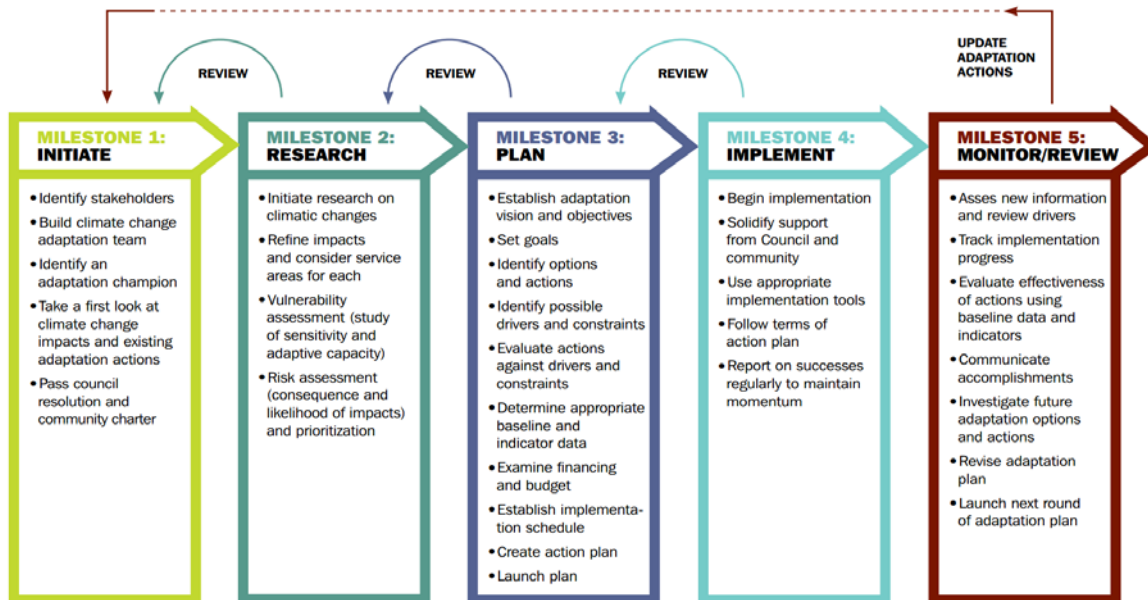 UPDATE
ADAPTATION
ACTIONS
REVIEW
REVIEW
REVIEW
MILESTONE 1:
INITIATE
• Identify stakeholders
• Build climate change
adaptation team
• Identify an
adaptation champion
• Take a first look at
climate change
impacts and existing
adaptation actions
• Pass council
resolution and
community charter
MILESTONE 2:
RESEARCH
• Initiate research on
climatic changes
• Refine impacts
and consider service
areas for each
• Vulnerability
assessment (study
of sensitivity and
adaptive capacity)
• Risk assessment
(consequence and
likelihood of impacts)
and prioritization
MILESTONE 3:
PLAN
• Establish adaptation
vision and objectives
• Set goals
• Identify options
and actions
• Identify possible
drivers and constraints
• Evaluate actions
against drivers and
constraints
• Determine appropriate
baseline and
indicator data
• Examine financing
and budget
• Establish implementa-
tion schedule
• Create action plan
• Launch plan
MILESTONE 4:
IMPLEMENT
• Begin implementation
• Solidify support
from Council and
community
• Use appropriate
implementation tools
• Follow terms of
action plan
• Report on successes
regularly to maintain
momentum
MILESTONE 5:
MONITOR/REVIEW
• Asses new information
and review drivers
• Track implementation
progress
• Evaluate effectiveness
of actions using
baseline data and
indicators
• Communicate
accomplishments
• Investigate future
adaptation options
and actions
• Revise adaptation
plan
• Launch next round
of adaptation plan